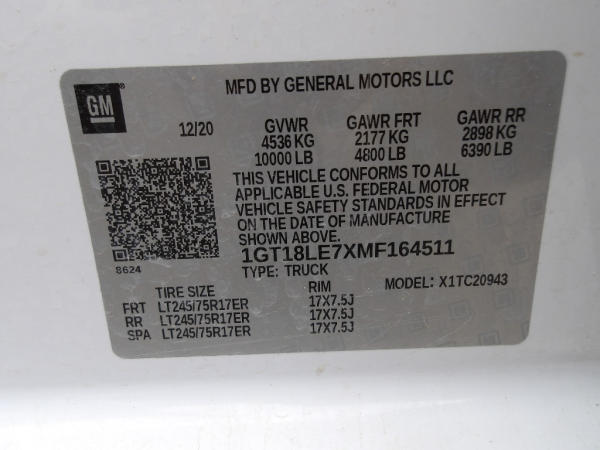 MFD BY GENERAL MOTORS LLC
GM
12/20 GVWR GAWR FRT GAWR RR
4536 KG 2177 KG 2898 KG
10000 LB 4800 LB 6390 LB
THIS VEHICLE CONFORMS TO ALL
APPLICABLE U.S. FEDERAL MOTOR
VEHICLE SAFETY STANDARDS IN EFFECT
ON THE DATE OF MANUFACTURE
SHOWN ABOVE.
1GT18LE7XMF164511
8624
TYPE: TRUCK MODEL: X1TC20943
TIRE SIZE RIM
FRT LT245/75R17ER 17X7.5J
RR LT245/75R17ER 17X7.5J
SPA LT245/75R17ER 17X7.5J